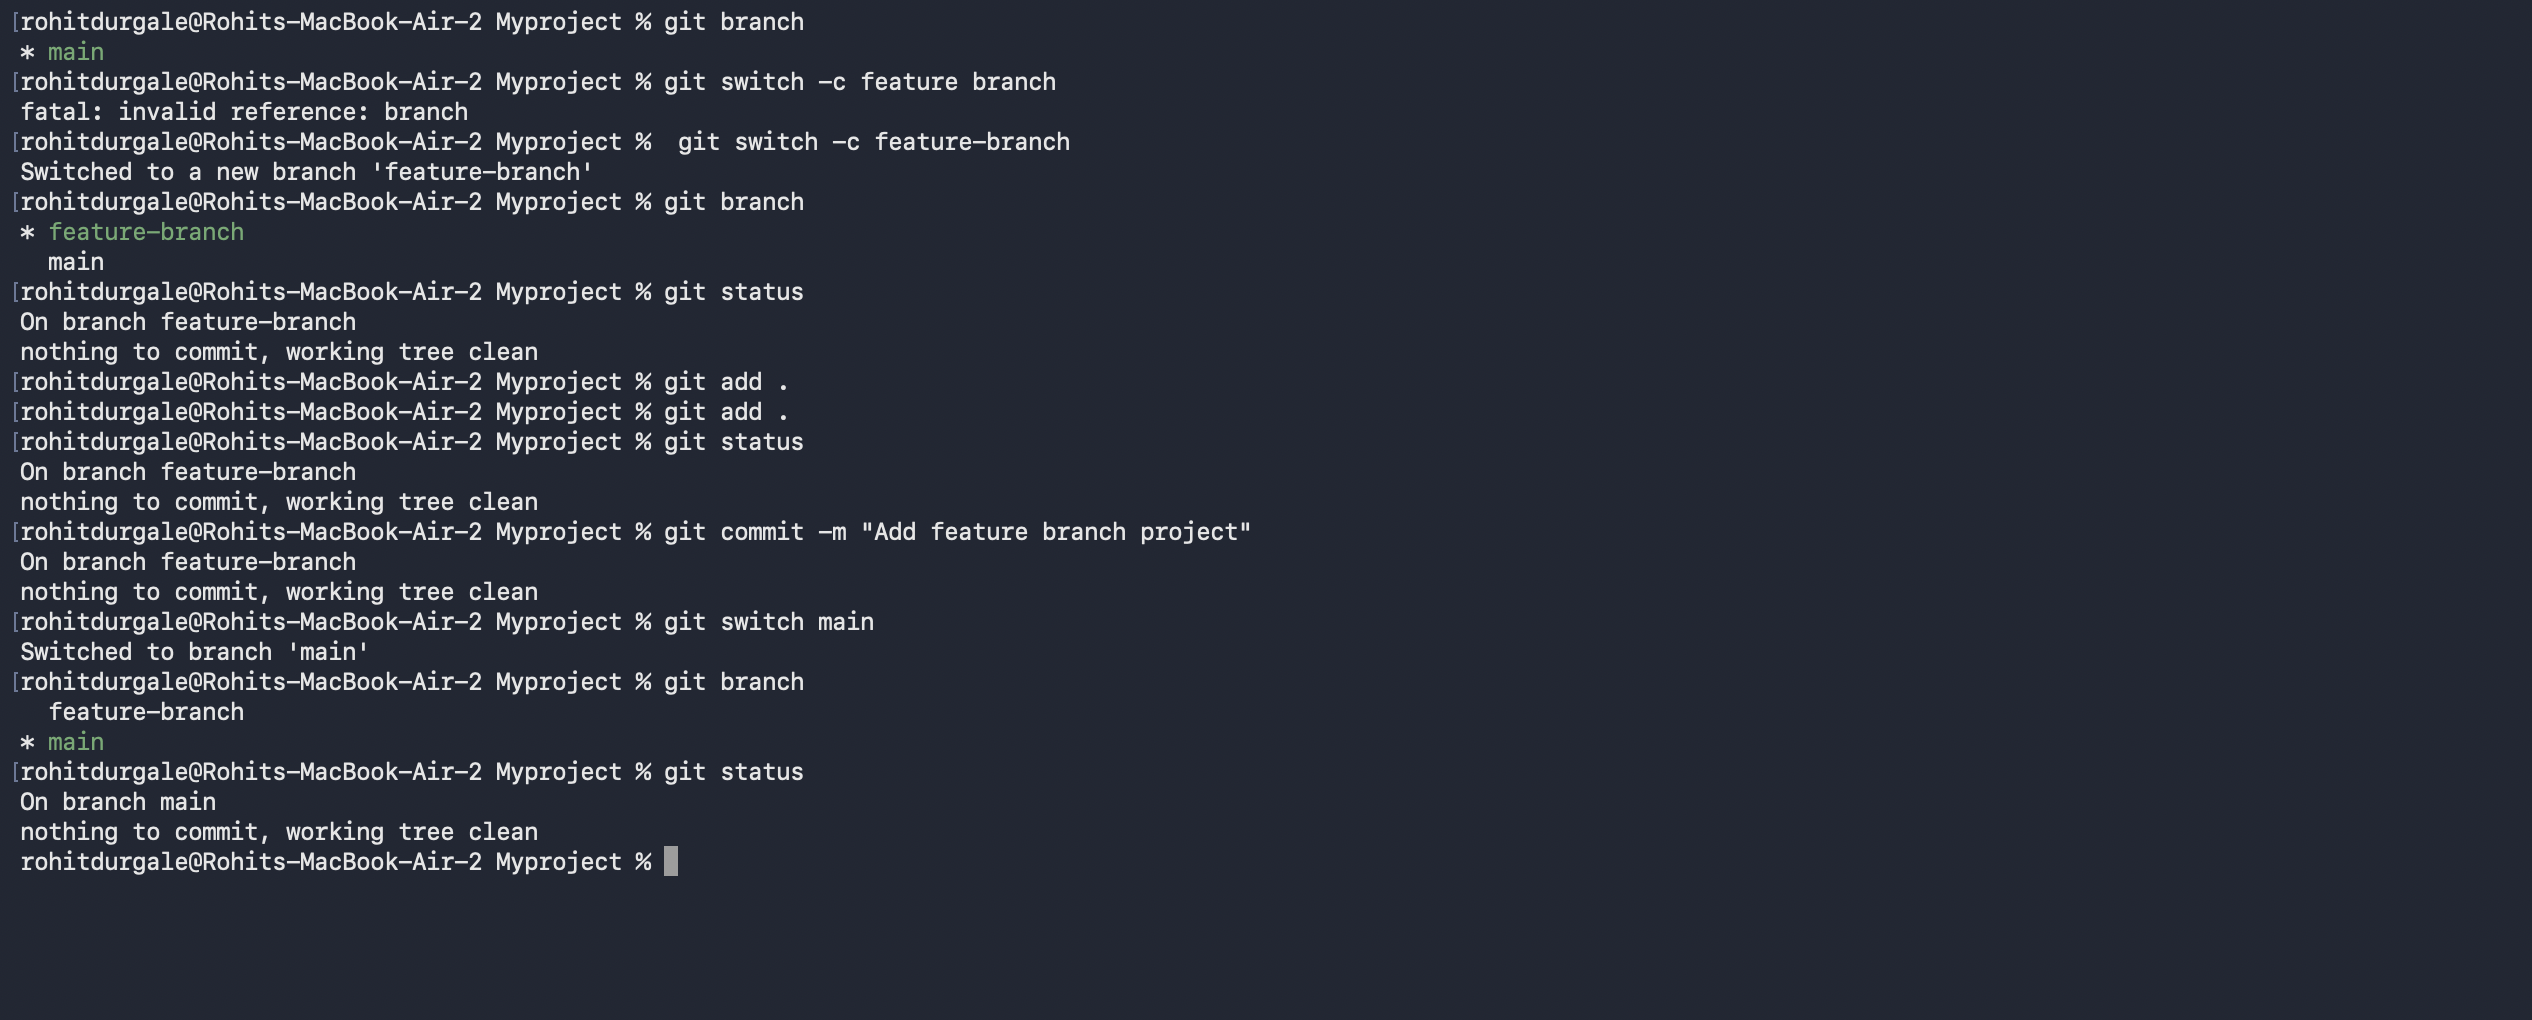 [rohitdurgale@Rohits-MacBook-Air-2 Myproject % git branch
* main
[rohitdurgale@Rohits-MacBook-Air-2 Myproject % git switch -c feature branch
fatal: invalid reference: branch
[rohitdurgale@Rohits-MacBook-Air-2 Myproject %  git switch -c feature-branch
Switched to a new branch 'feature-branch'
[rohitdurgale@Rohits-MacBook-Air-2 Myproject % git branch
* feature-branch
  main
[rohitdurgale@Rohits-MacBook-Air-2 Myproject % git status
On branch feature-branch
nothing to commit, working tree clean
[rohitdurgale@Rohits-MacBook-Air-2 Myproject % git add .
[rohitdurgale@Rohits-MacBook-Air-2 Myproject % git add .
[rohitdurgale@Rohits-MacBook-Air-2 Myproject % git status
On branch feature-branch
nothing to commit, working tree clean
[rohitdurgale@Rohits-MacBook-Air-2 Myproject % git commit -m "Add feature branch project"
On branch feature-branch
nothing to commit, working tree clean
[rohitdurgale@Rohits-MacBook-Air-2 Myproject % git switch main
Switched to branch 'main'
[rohitdurgale@Rohits-MacBook-Air-2 Myproject % git branch
  feature-branch
* main
[rohitdurgale@Rohits-MacBook-Air-2 Myproject % git status
On branch main
nothing to commit, working tree clean
rohitdurgale@Rohits-MacBook-Air-2 Myproject %